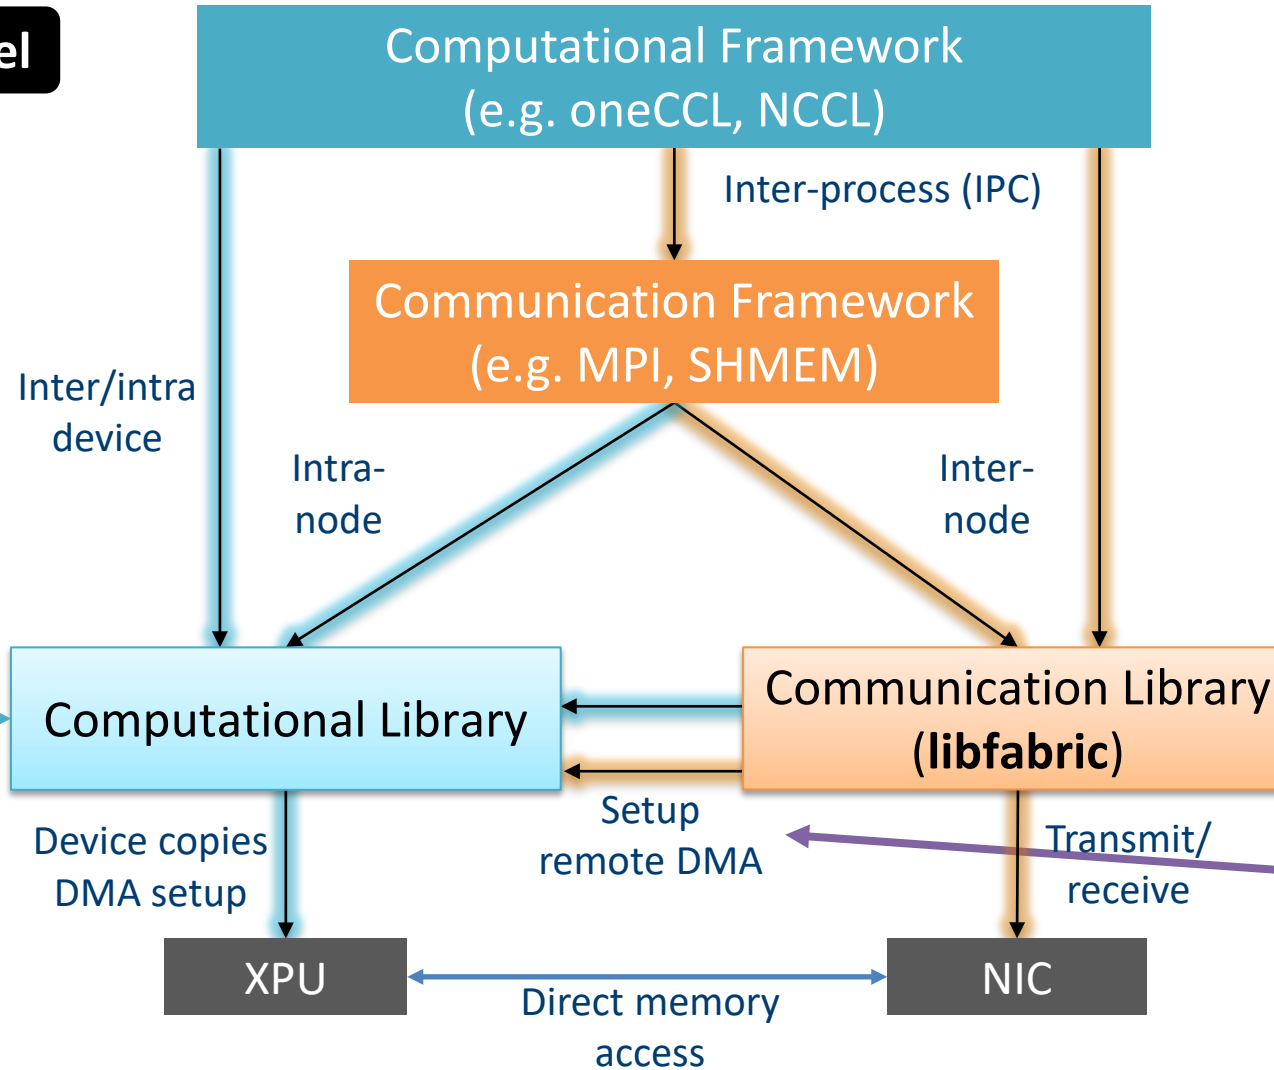 el
Computational Framework
(e.g. oneCCL, NCCL)
Inter-process (IPC)
Communication Framework
(e.g. MPI, SHMEM)
Inter/intra
device
Intra-
node
Inter-
node
Computational Library
Communication Library
(libfabric)
Setup
remote DMA
Device copies
DMA setup
Transmit/
receive
XPU
NIC
Direct memory
access